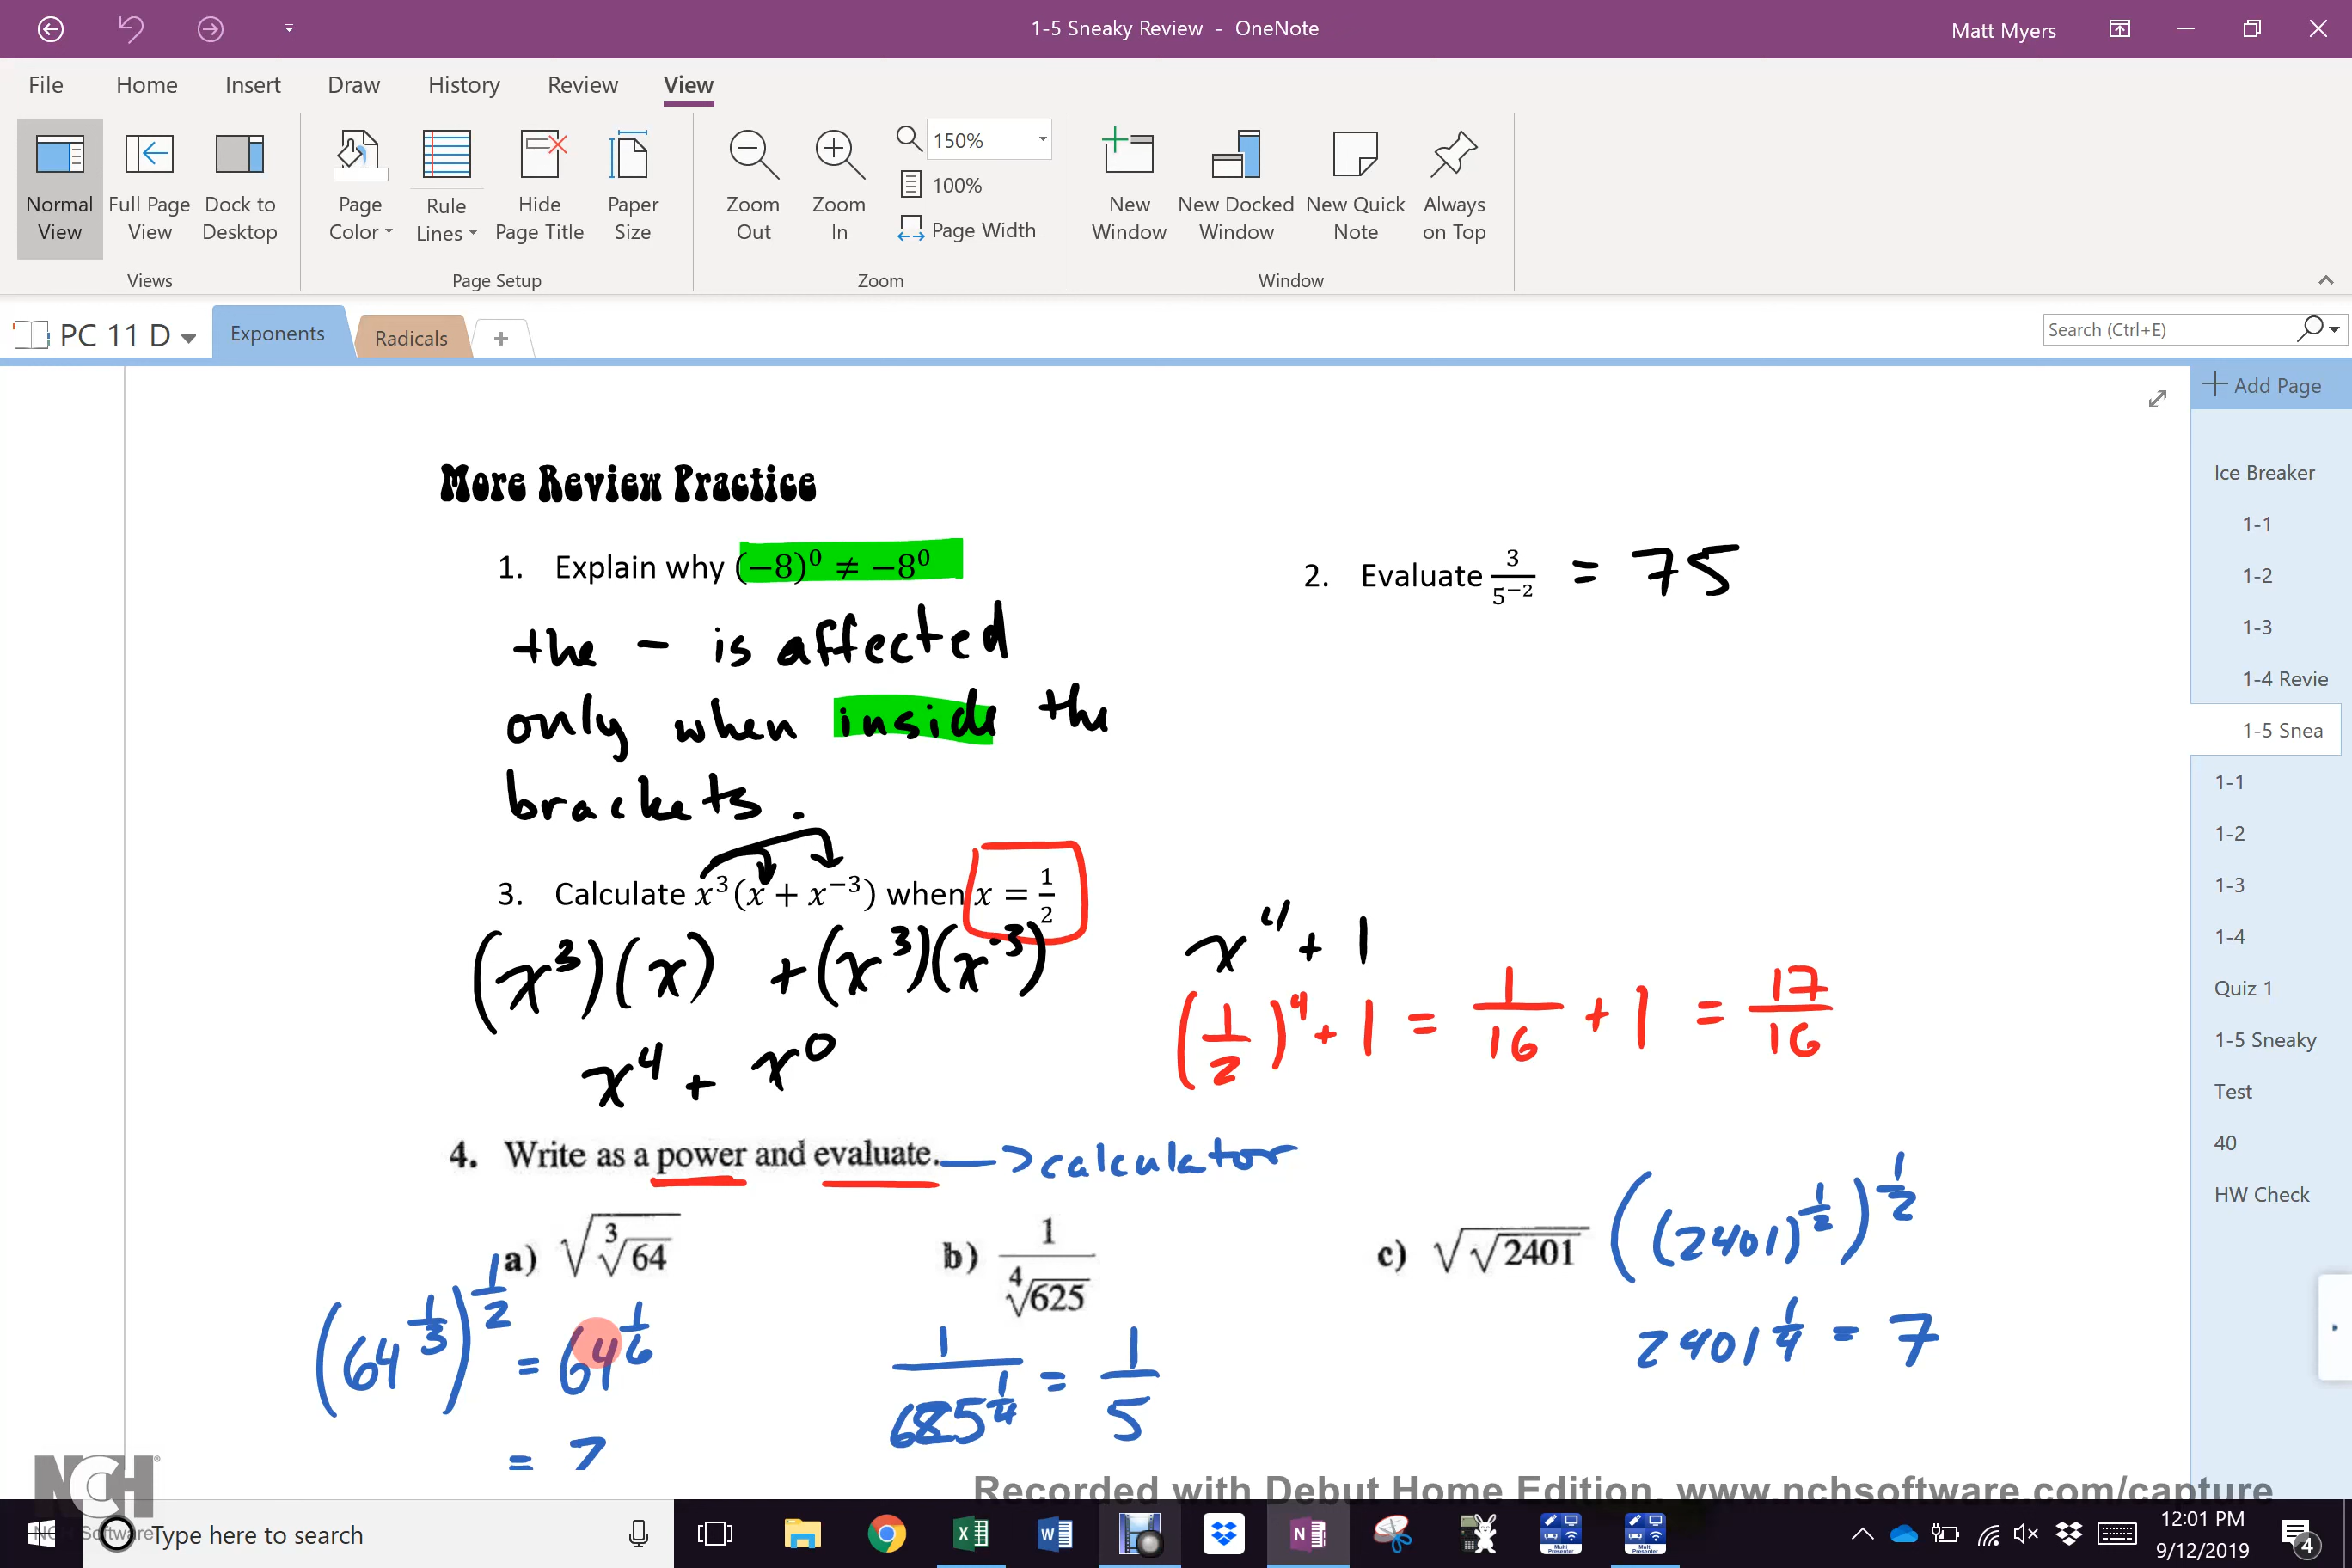 1-5 Sneaky Review - OneNote
Matt Myers
File Home Insert Draw History Review View
Normal View
Full Page View
Dock to Desktop
Page Color
Rule Lines
Hide Page Title
Paper Size
Zoom Out
Zoom In
150%
100%
Page Width
New Window
New Docked Window
New Quick Note
Always on Top
Views Page Setup Zoom Window
PC 11 D Exponents Radicals +
Search (Ctrl+E)
Add Page
Ice Breaker
1-1
1-2
1-3
1-4 Revie
1-5 Snea
1-1
1-2
1-3
1-4
Quiz 1
1-5 Sneaky
Test
40
HW Check
More Review Practice
1. Explain why (−8)⁰ ≠ −8⁰
the − is affected
only when inside the
brackets.
2. Evaluate 3/5⁻² = 75
3. Calculate x³(x + x⁻³) when x = 1/2
(x³)(x) + (x³)(x⁻³)
x⁴ + x⁰
x⁴ + 1
(1/2)⁴ + 1 = 1/16 + 1 = 17/16
4. Write as a power and evaluate. → calculator
a) √(³√64)
(64^(1/3))^(1/2) = 64^(1/6)
= 2
b) 1/⁴√625
1/625^(1/4) = 1/5
c) √√2401 ((2401)^(1/2))^(1/2)
2401^(1/4) = 7
NCH®
NCH Software
Recorded with Debut Home Edition. www.nchsoftware.com/capture
Type here to search
12:01 PM
9/12/2019
4